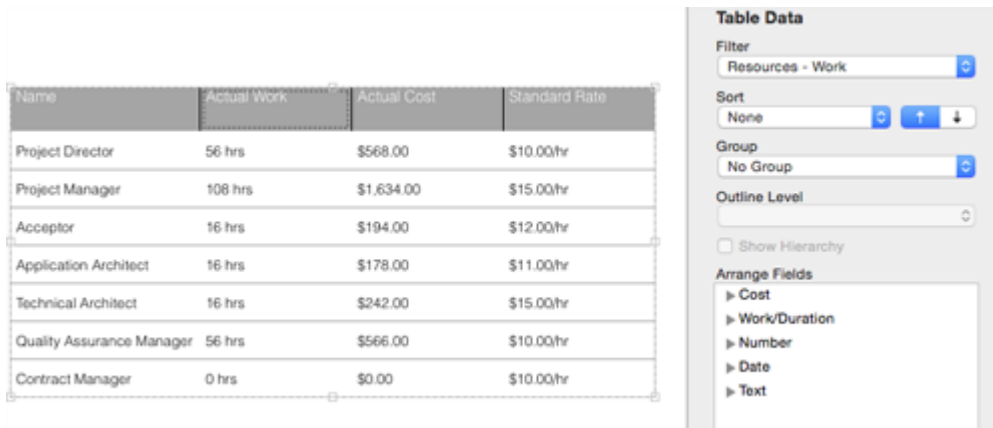 Table Data
Filter
Resources - Work
Sort
None
Group
No Group
Outline Level
Show Hierarchy
Arrange Fields
Cost
Work/Duration
Number
Date
Text
Name Actual Work Actual Cost Standard Rate
Project Director 56 hrs $568.00 $10.00/hr
Project Manager 108 hrs $1,634.00 $15.00/hr
Acceptor 16 hrs $194.00 $12.00/hr
Application Architect 16 hrs $178.00 $11.00/hr
Technical Architect 16 hrs $242.00 $15.00/hr
Quality Assurance Manager 56 hrs $566.00 $10.00/hr
Contract Manager 0 hrs $0.00 $10.00/hr